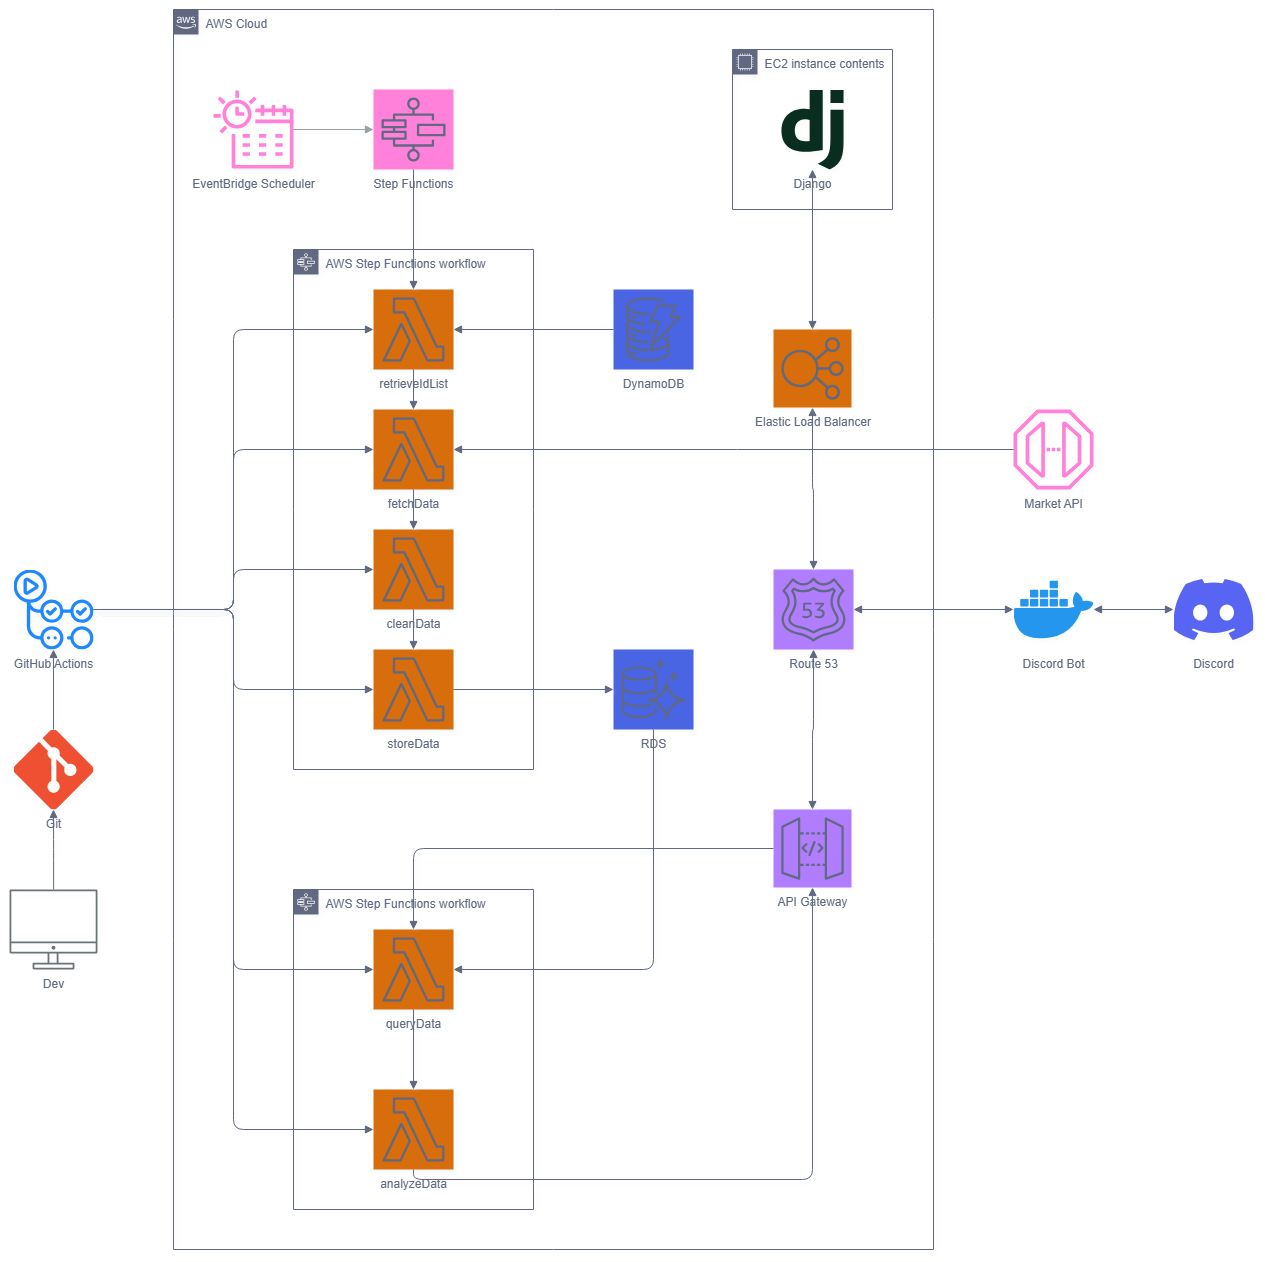 aws
AWS Cloud
EC2 instance contents
dj
Django
EventBridge Scheduler
Step Functions
AWS Step Functions workflow
retrieveIdList
DynamoDB
Elastic Load Balancer
fetchData
Market API
cleanData
53
GitHub Actions
Route 53
Discord Bot
Discord
storeData
RDS
Git
</>
API Gateway
AWS Step Functions workflow
Dev
queryData
analyzeData